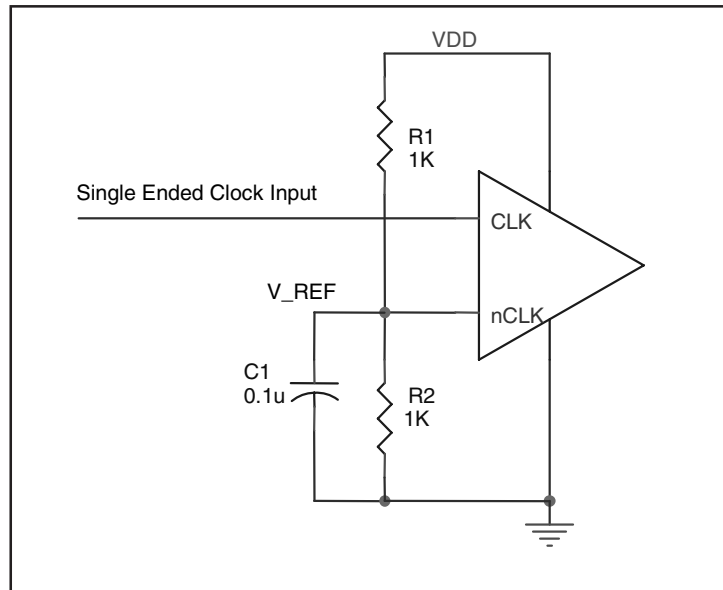 VDD
R1
1K
Single Ended Clock Input
CLK
V_REF
nCLK
C1
0.1u
R2
1K